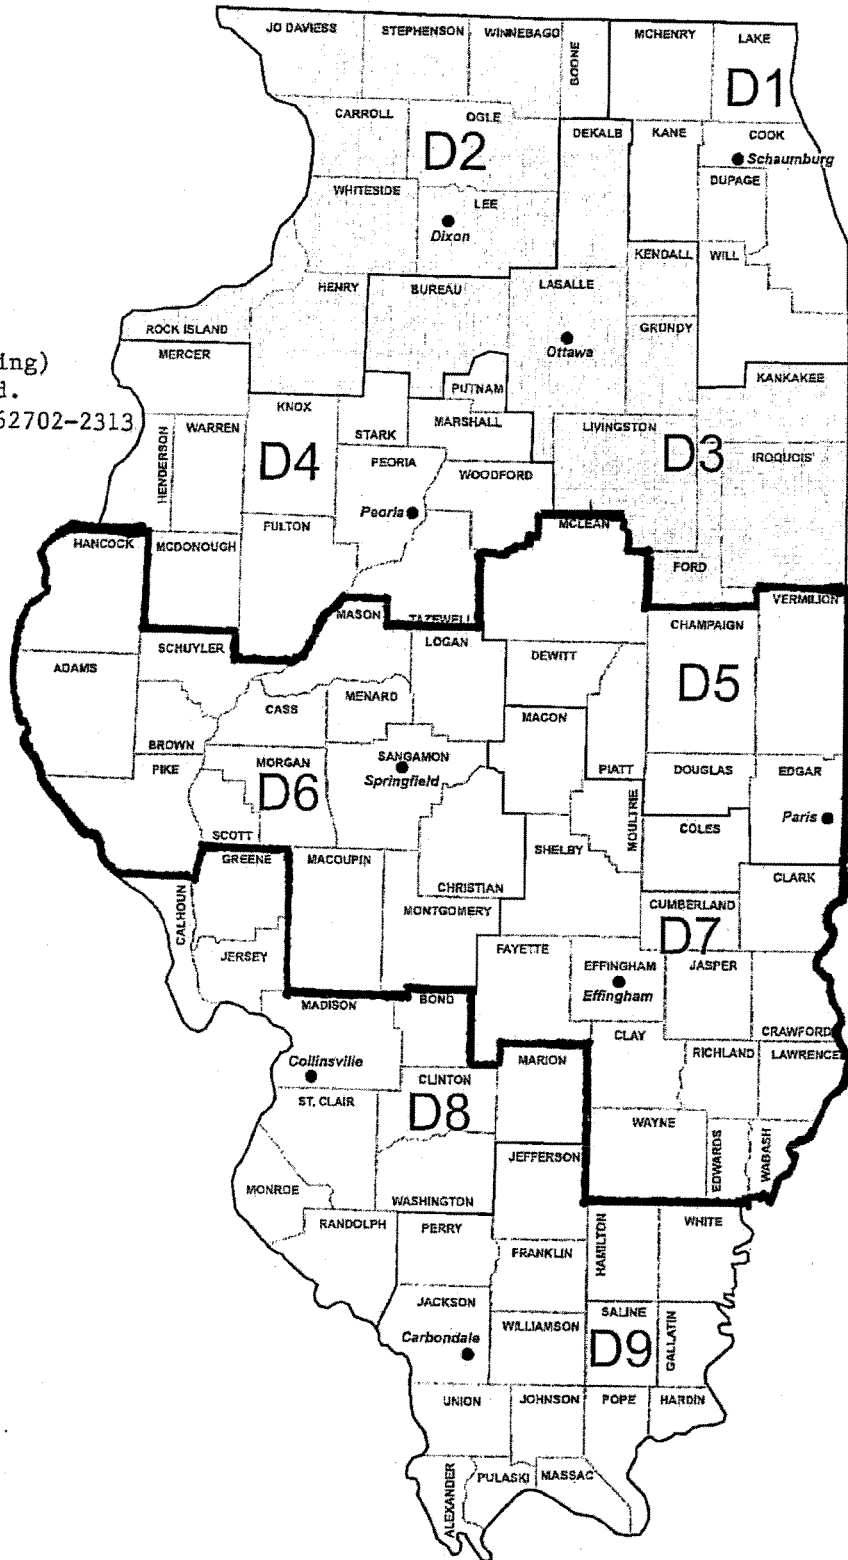 JO DAVIESS
STEPHENSON
WINNEBAGO
BOONE
MCHENRY
LAKE
D1
CARROLL
OGLE
D2
DEKALB
KANE
COOK
Schaumburg
DUPAGE
WHITESIDE
LEE
Dixon
KENDALL
WILL
HENRY
BUREAU
LASALLE
Ottawa
GRUNDY
ROCK ISLAND
MERCER
PUTNAM
KANKAKEE
ing)
d.
62702-2313
KNOX
STARK
MARSHALL
HENDERSON
WARREN
D4
PEORIA
Peoria
WOODFORD
LIVINGSTON
D3
IROQUOIS
FULTON
MCDONOUGH
HANCOCK
MCLEAN
FORD
MASON
TAZEWELL
VERMILION
SCHUYLER
LOGAN
CHAMPAIGN
ADAMS
DEWITT
D5
CASS
MENARD
MACON
BROWN
PIKE
MORGAN
D6
SANGAMON
Springfield
PIATT
DOUGLAS
EDGAR
Paris
SCOTT
MOULTRIE
COLES
GREENE
MACOUPIN
SHELBY
CHRISTIAN
CLARK
CALHOUN
MONTGOMERY
CUMBERLAND
D7
JERSEY
FAYETTE
EFFINGHAM
Effingham
JASPER
MADISON
BOND
CRAWFORD
CLAY
RICHLAND
LAWRENCE
Collinsville
MARION
CLINTON
ST. CLAIR
D8
WAYNE
EDWARDS
WABASH
JEFFERSON
MONROE
WASHINGTON
RANDOLPH
PERRY
HAMILTON
WHITE
FRANKLIN
JACKSON
Carbondale
WILLIAMSON
SALINE
D9
GALLATIN
UNION
JOHNSON
POPE
HARDIN
ALEXANDER
PULASKI
MASSAC